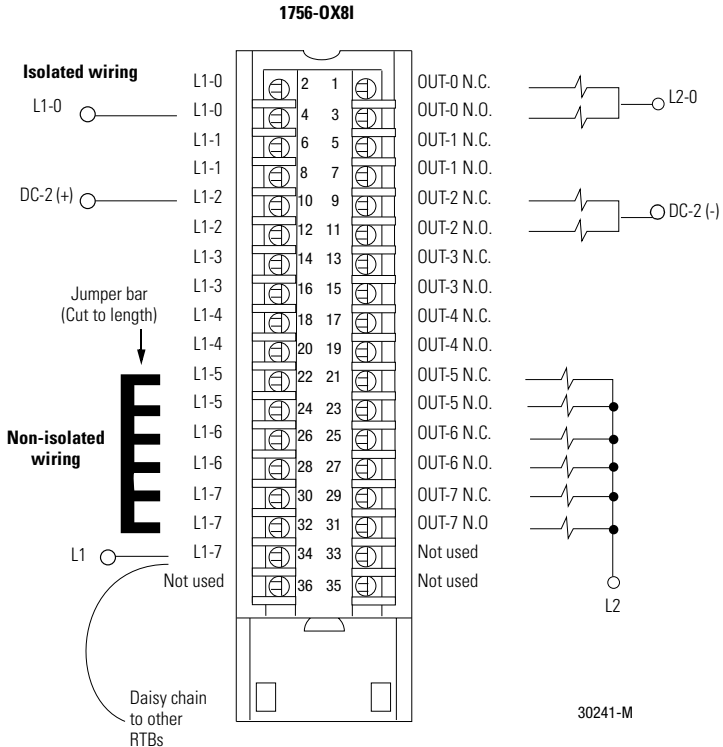 1756-OX8I
Isolated wiring
L1-0 2 1 OUT-0 N.C.
L1-0 L1-0 4 3 OUT-0 N.O. L2-0
L1-1 6 5 OUT-1 N.C.
L1-1 8 7 OUT-1 N.O.
DC-2 (+) L1-2 10 9 OUT-2 N.C. DC-2 (-)
L1-2 12 11 OUT-2 N.O.
L1-3 14 13 OUT-3 N.C.
L1-3 16 15 OUT-3 N.O.
Jumper bar
(Cut to length)
L1-4 18 17 OUT-4 N.C.
L1-4 20 19 OUT-4 N.O.
L1-5 22 21 OUT-5 N.C.
L1-5 24 23 OUT-5 N.O.
Non-isolated
wiring
L1-6 26 25 OUT-6 N.C.
L1-6 28 27 OUT-6 N.O.
L1-7 30 29 OUT-7 N.C.
L1-7 32 31 OUT-7 N.O
L1 L1-7 34 33 Not used
Not used 36 35 Not used
L2
Daisy chain
to other
RTBs
30241-M